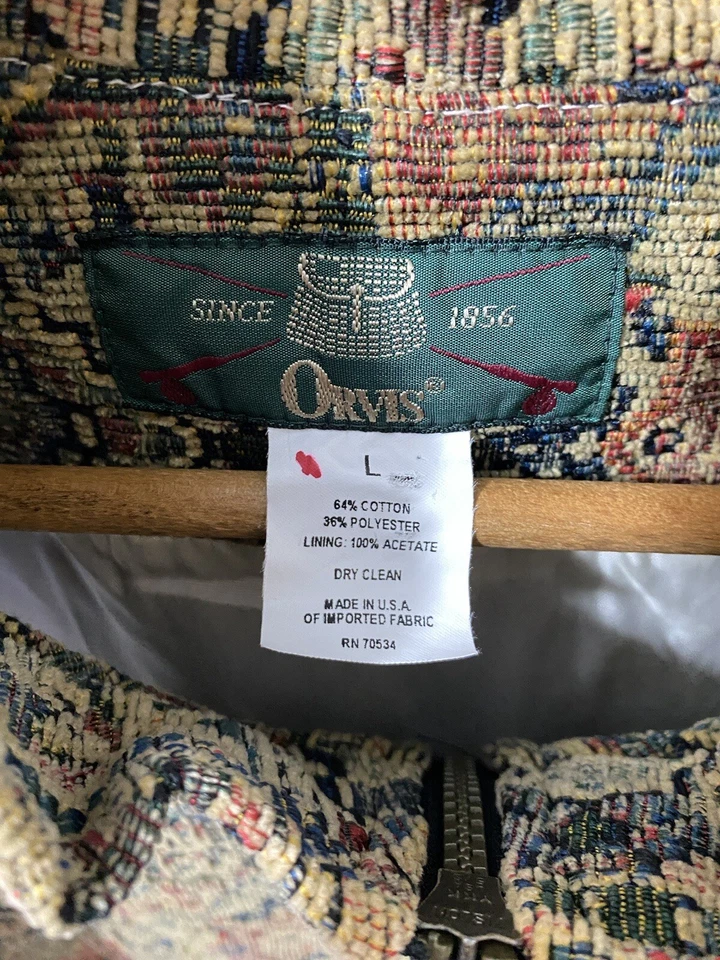 SINCE 1856
ORVIS®
L
64% COTTON
36% POLYESTER
LINING: 100% ACETATE
DRY CLEAN
MADE IN U.S.A.
OF IMPORTED FABRIC
RN 70534